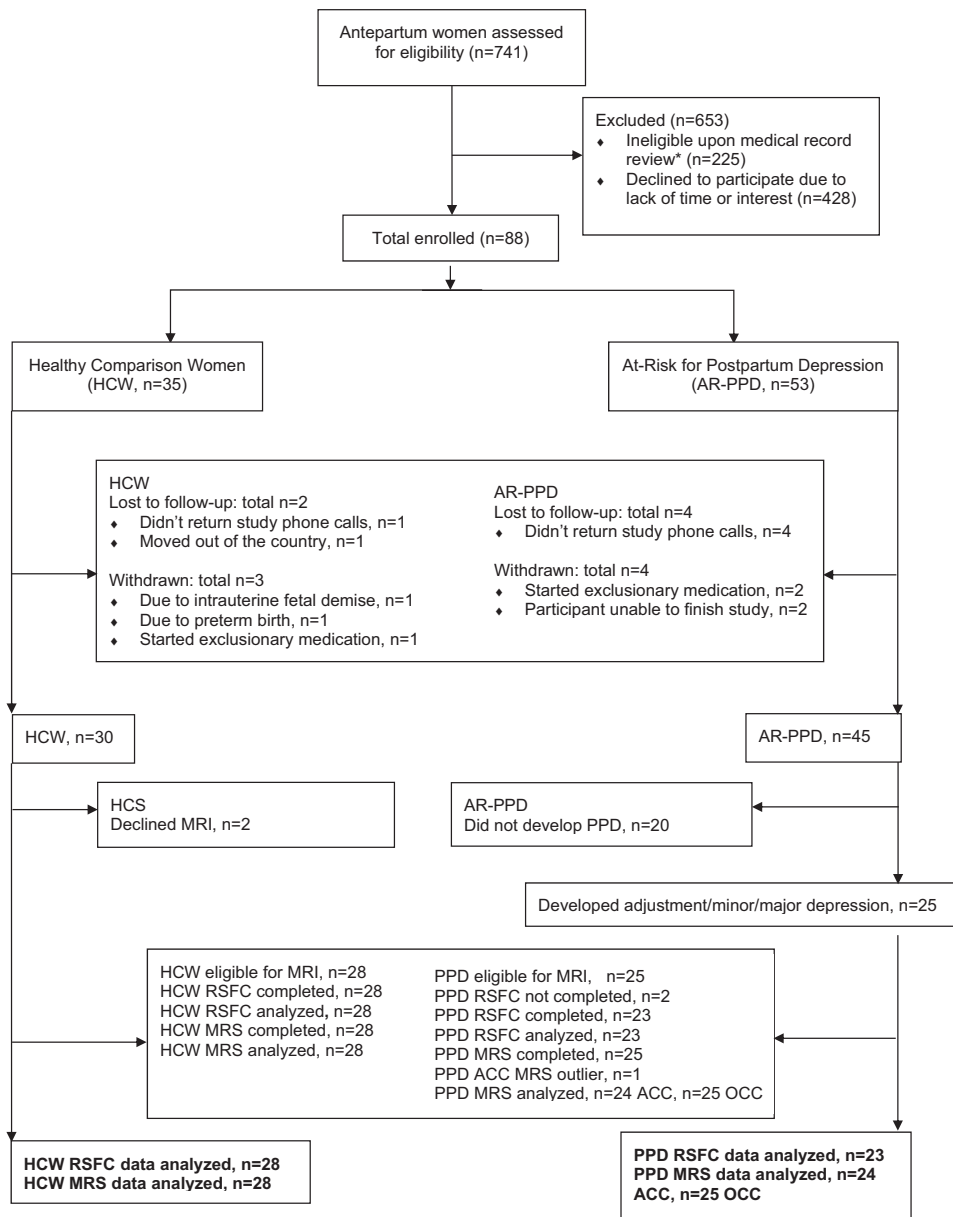 Antepartum women assessed
for eligibility (n=741)
Excluded (n=653)
♦ Ineligible upon medical record
review* (n=225)
♦ Declined to participate due to
lack of time or interest (n=428)
Total enrolled (n=88)
Healthy Comparison Women
(HCW, n=35)
At-Risk for Postpartum Depression
(AR-PPD, n=53)
HCW
Lost to follow-up: total n=2
♦ Didn't return study phone calls, n=1
♦ Moved out of the country, n=1
Withdrawn: total n=3
♦ Due to intrauterine fetal demise, n=1
♦ Due to preterm birth, n=1
♦ Started exclusionary medication, n=1
AR-PPD
Lost to follow-up: total n=4
♦ Didn't return study phone calls, n=4
Withdrawn: total n=4
♦ Started exclusionary medication, n=2
♦ Participant unable to finish study, n=2
HCW, n=30
AR-PPD, n=45
HCS
Declined MRI, n=2
AR-PPD
Did not develop PPD, n=20
Developed adjustment/minor/major depression, n=25
HCW eligible for MRI, n=28
HCW RSFC completed, n=28
HCW RSFC analyzed, n=28
HCW MRS completed, n=28
HCW MRS analyzed, n=28
PPD eligible for MRI, n=25
PPD RSFC not completed, n=2
PPD RSFC completed, n=23
PPD RSFC analyzed, n=23
PPD MRS completed, n=25
PPD ACC MRS outlier, n=1
PPD MRS analyzed, n=24 ACC, n=25 OCC
HCW RSFC data analyzed, n=28
HCW MRS data analyzed, n=28
PPD RSFC data analyzed, n=23
PPD MRS data analyzed, n=24
ACC, n=25 OCC